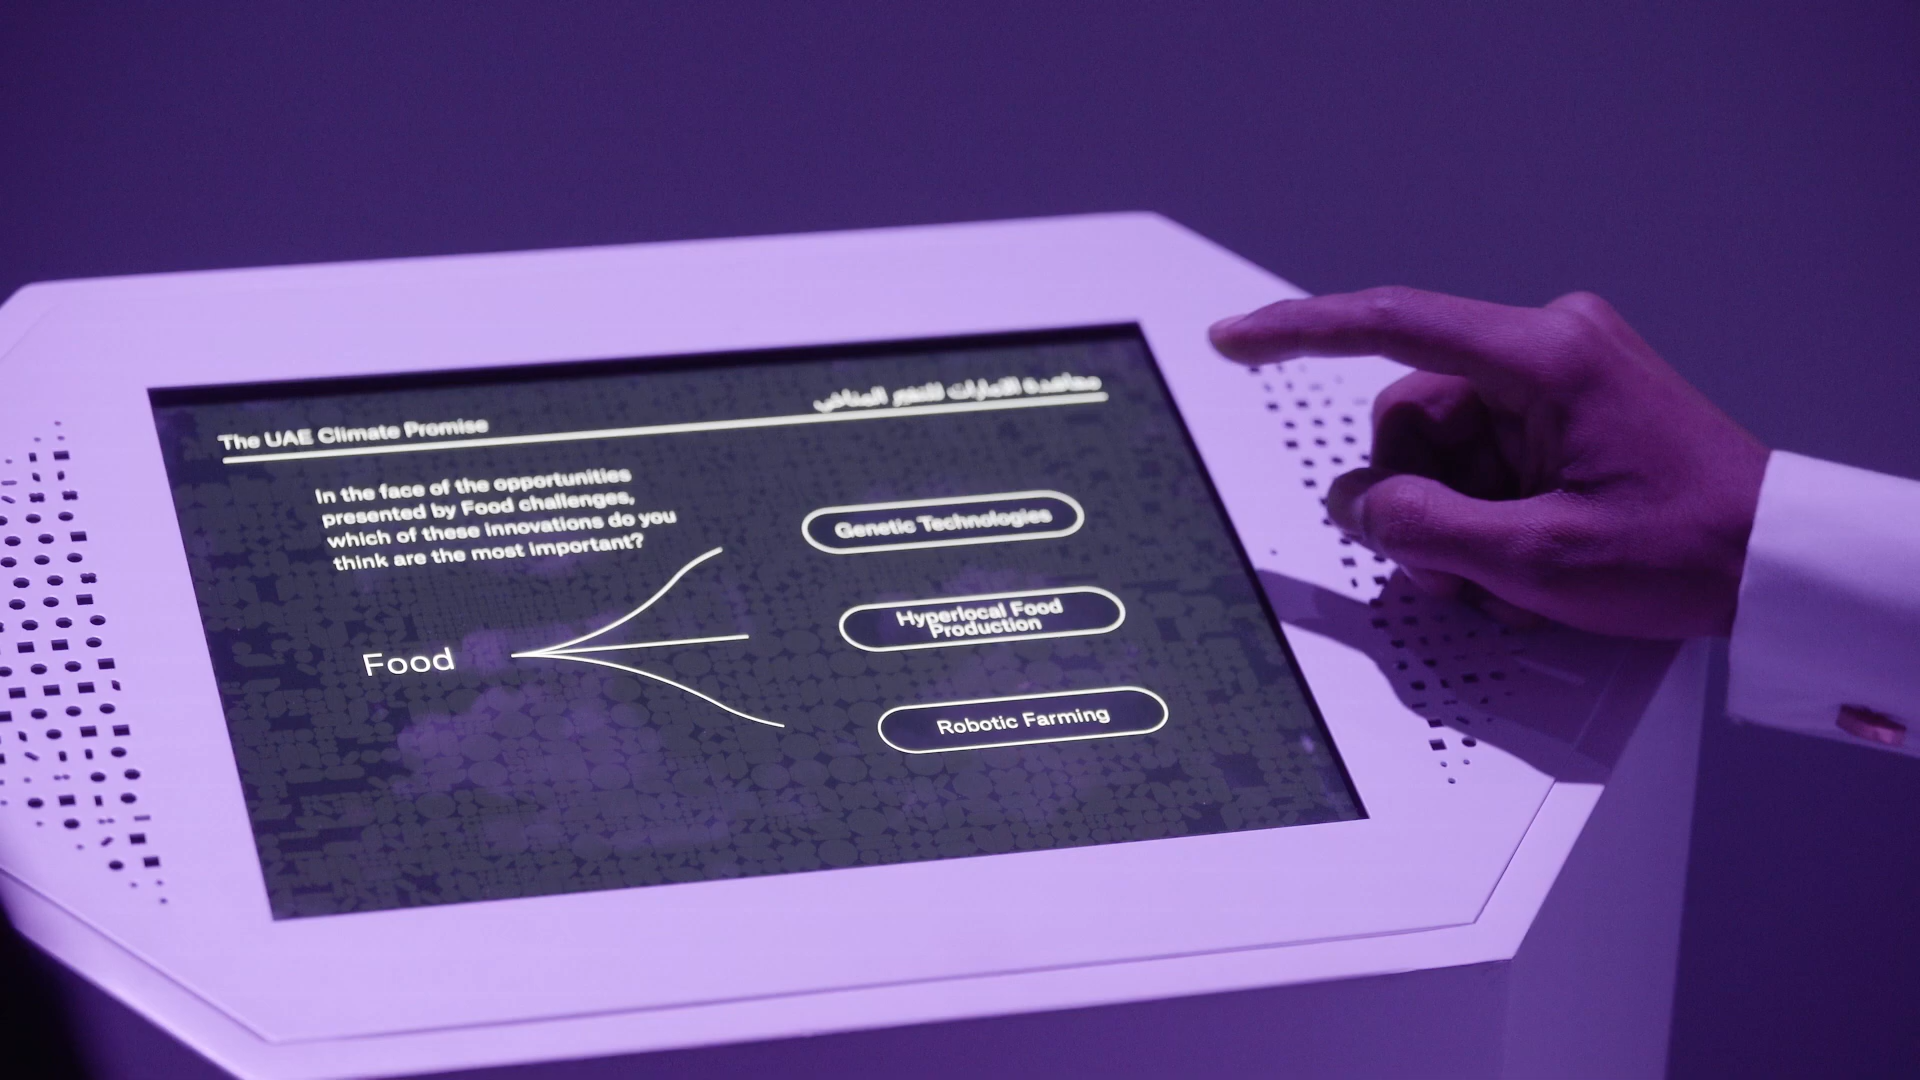 The UAE Climate Promise
معاهدة الامارات للتغير المناخي
In the face of the opportunities
presented by Food challenges,
which of these innovations do you
think are the most important?
Food
Genetic Technologies
Hyperlocal Food
Production
Robotic Farming